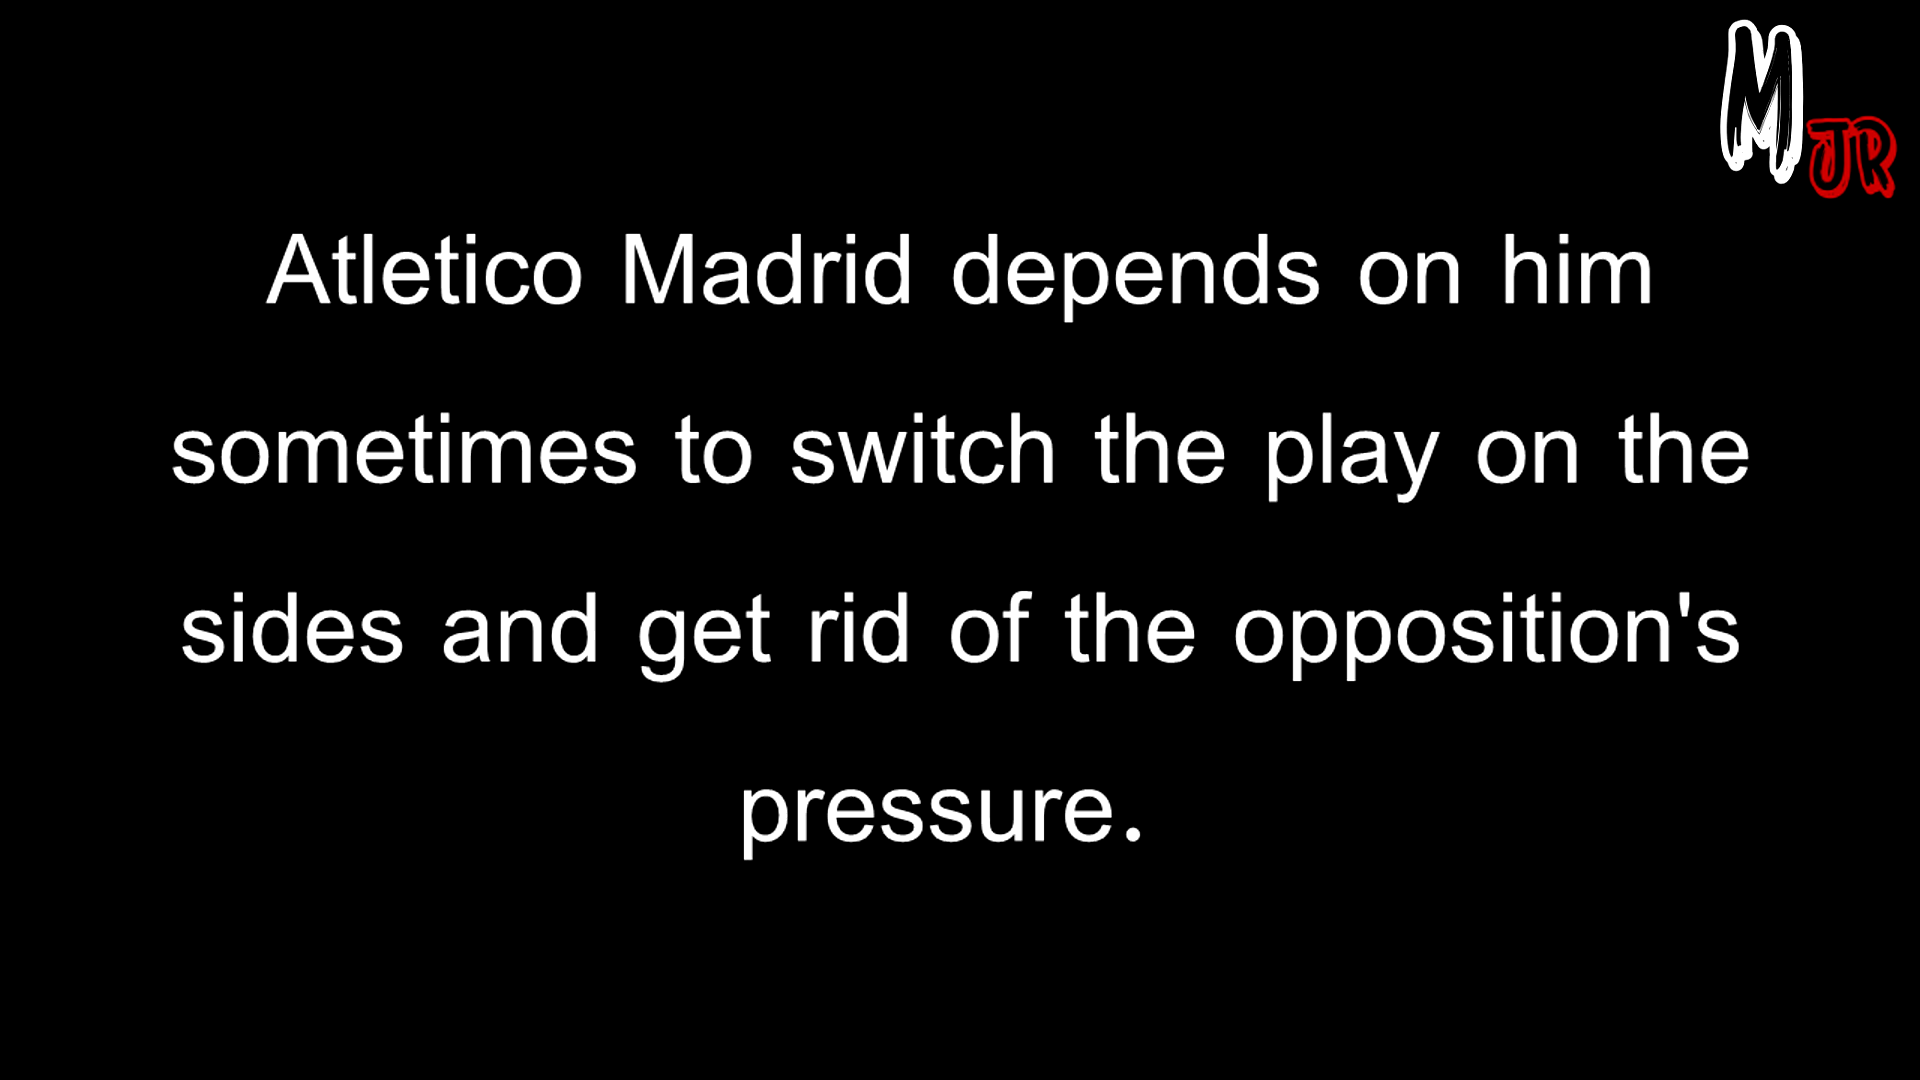 M
JR
Atletico Madrid depends on him
sometimes to switch the play on the
sides and get rid of the opposition's
pressure.